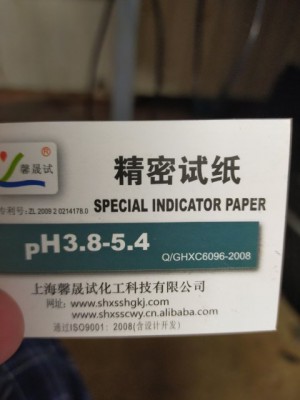 馨晟试®
精密试纸
专利号: ZL 2009 2 0214178.0
SPECIAL INDICATOR PAPER
pH3.8-5.4
Q/GHXC6096-2008
上海馨晟试化工科技有限公司
网址: www.shxsshgkj.com
www.shxsscwy.cn.alibaba.com
通过ISO9001: 2008(含设计开发)